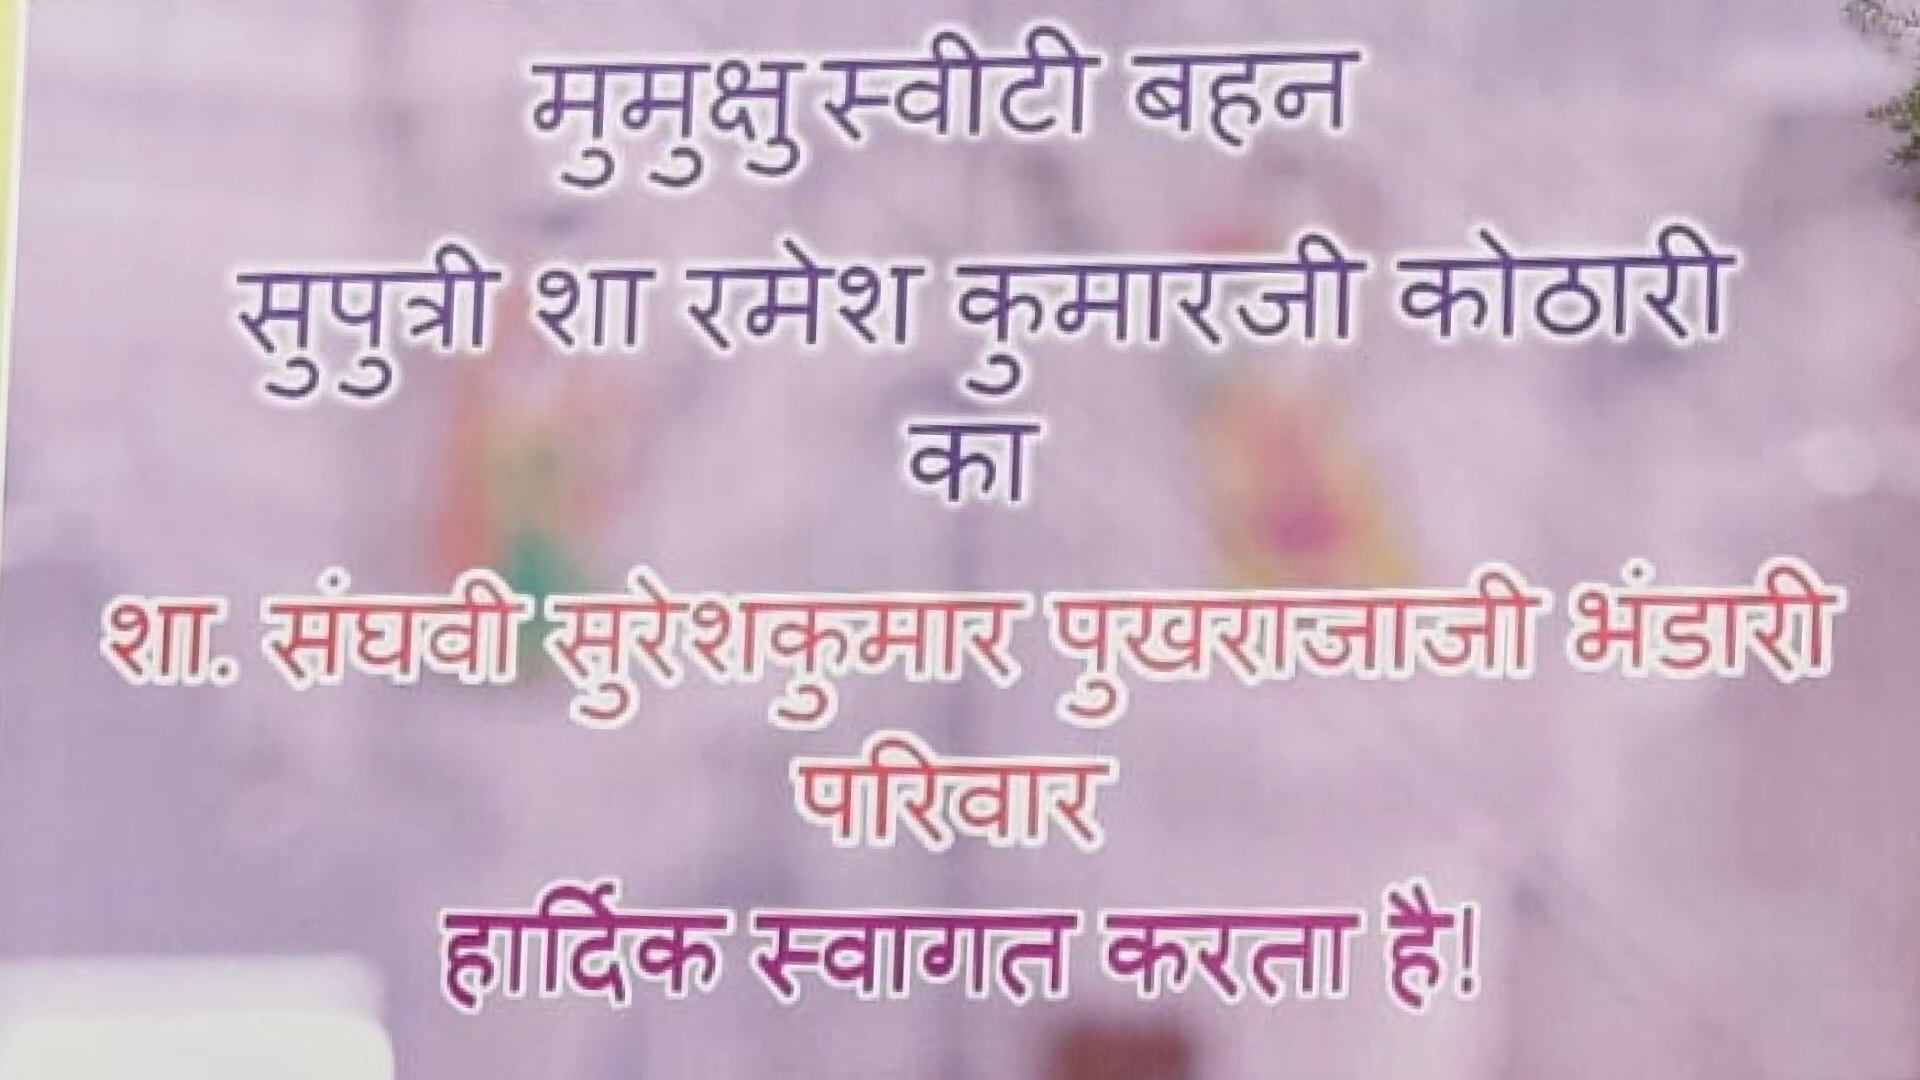 मुमुक्षु स्वीटी बहन
सुपुत्री शा रमेश कुमारजी कोठारी
का
शा. संघवी सुरेशकुमार पुखराजाजी भंडारी
परिवार
हार्दिक स्वागत करता है!